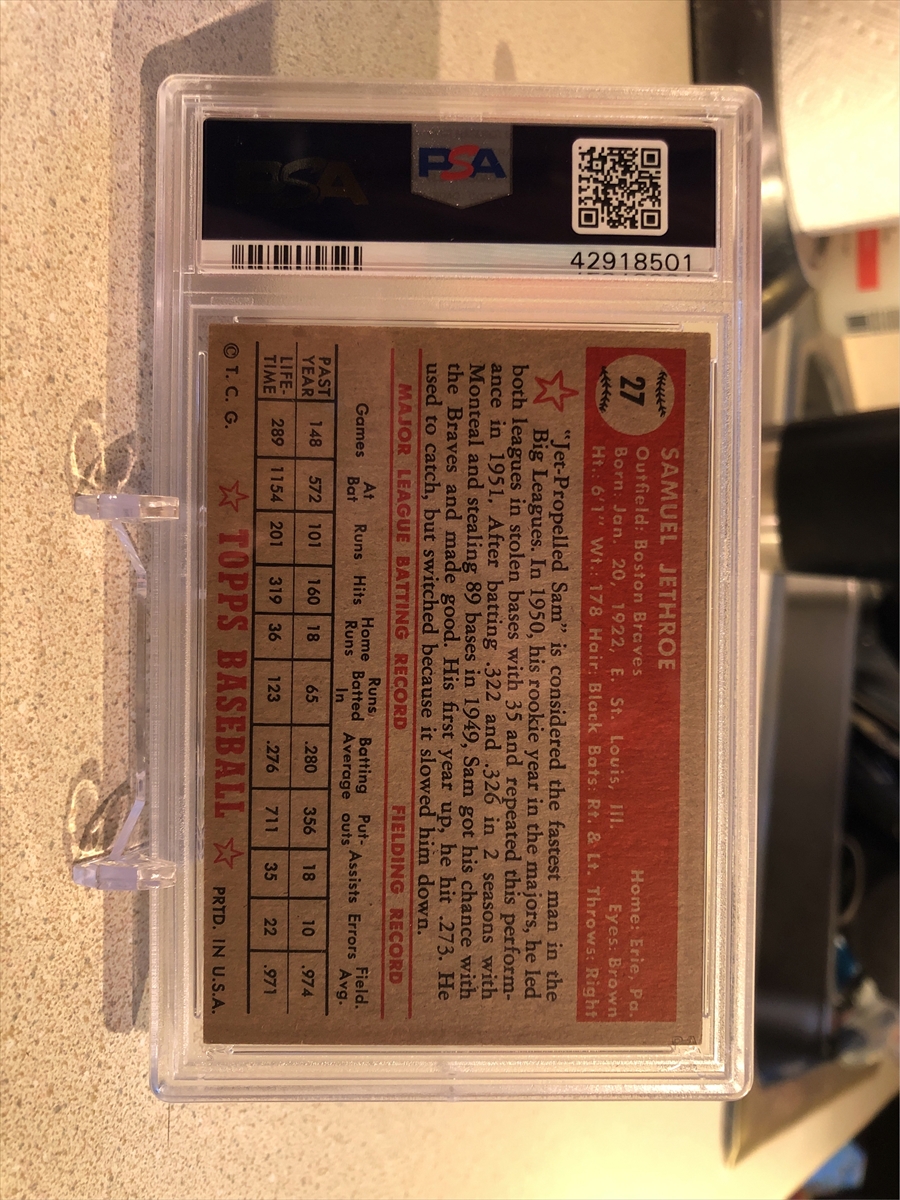 PSA
PSA
42918501
27
SAMUEL JETHROE
Outfield: Boston Braves Home: Erie, Pa.
Born: Jan. 20, 1922, E. St. Louis, Ill. Eyes: Brown
Ht.: 6'1" Wt.: 178 Hair: Black Bats: Rt. & Lt. Throws: Right
"Jet-Propelled Sam" is considered the fastest man in the
Big Leagues. In 1950, his rookie year in the majors, he led
both leagues in stolen bases with 35 and repeated this perform-
ance in 1951. After batting .322 and .326 in 2 seasons with
Monteal and stealing 89 bases in 1949, Sam got his chance with
the Braves and made good. His first year up, he hit .273. He
used to catch, but switched because it slowed him down.
MAJOR LEAGUE BATTING RECORD FIELDING RECORD
Games At Bat Runs Hits Home Runs Runs Batted In Batting Average Put-outs Assists Errors Field. Avg.
PAST YEAR 148 572 101 160 18 65 .280 356 18 10 .974
LIFE-TIME 289 1154 201 319 36 123 .276 711 35 22 .971
© T. C. G. TOPPS BASEBALL PRTD. IN U.S.A.